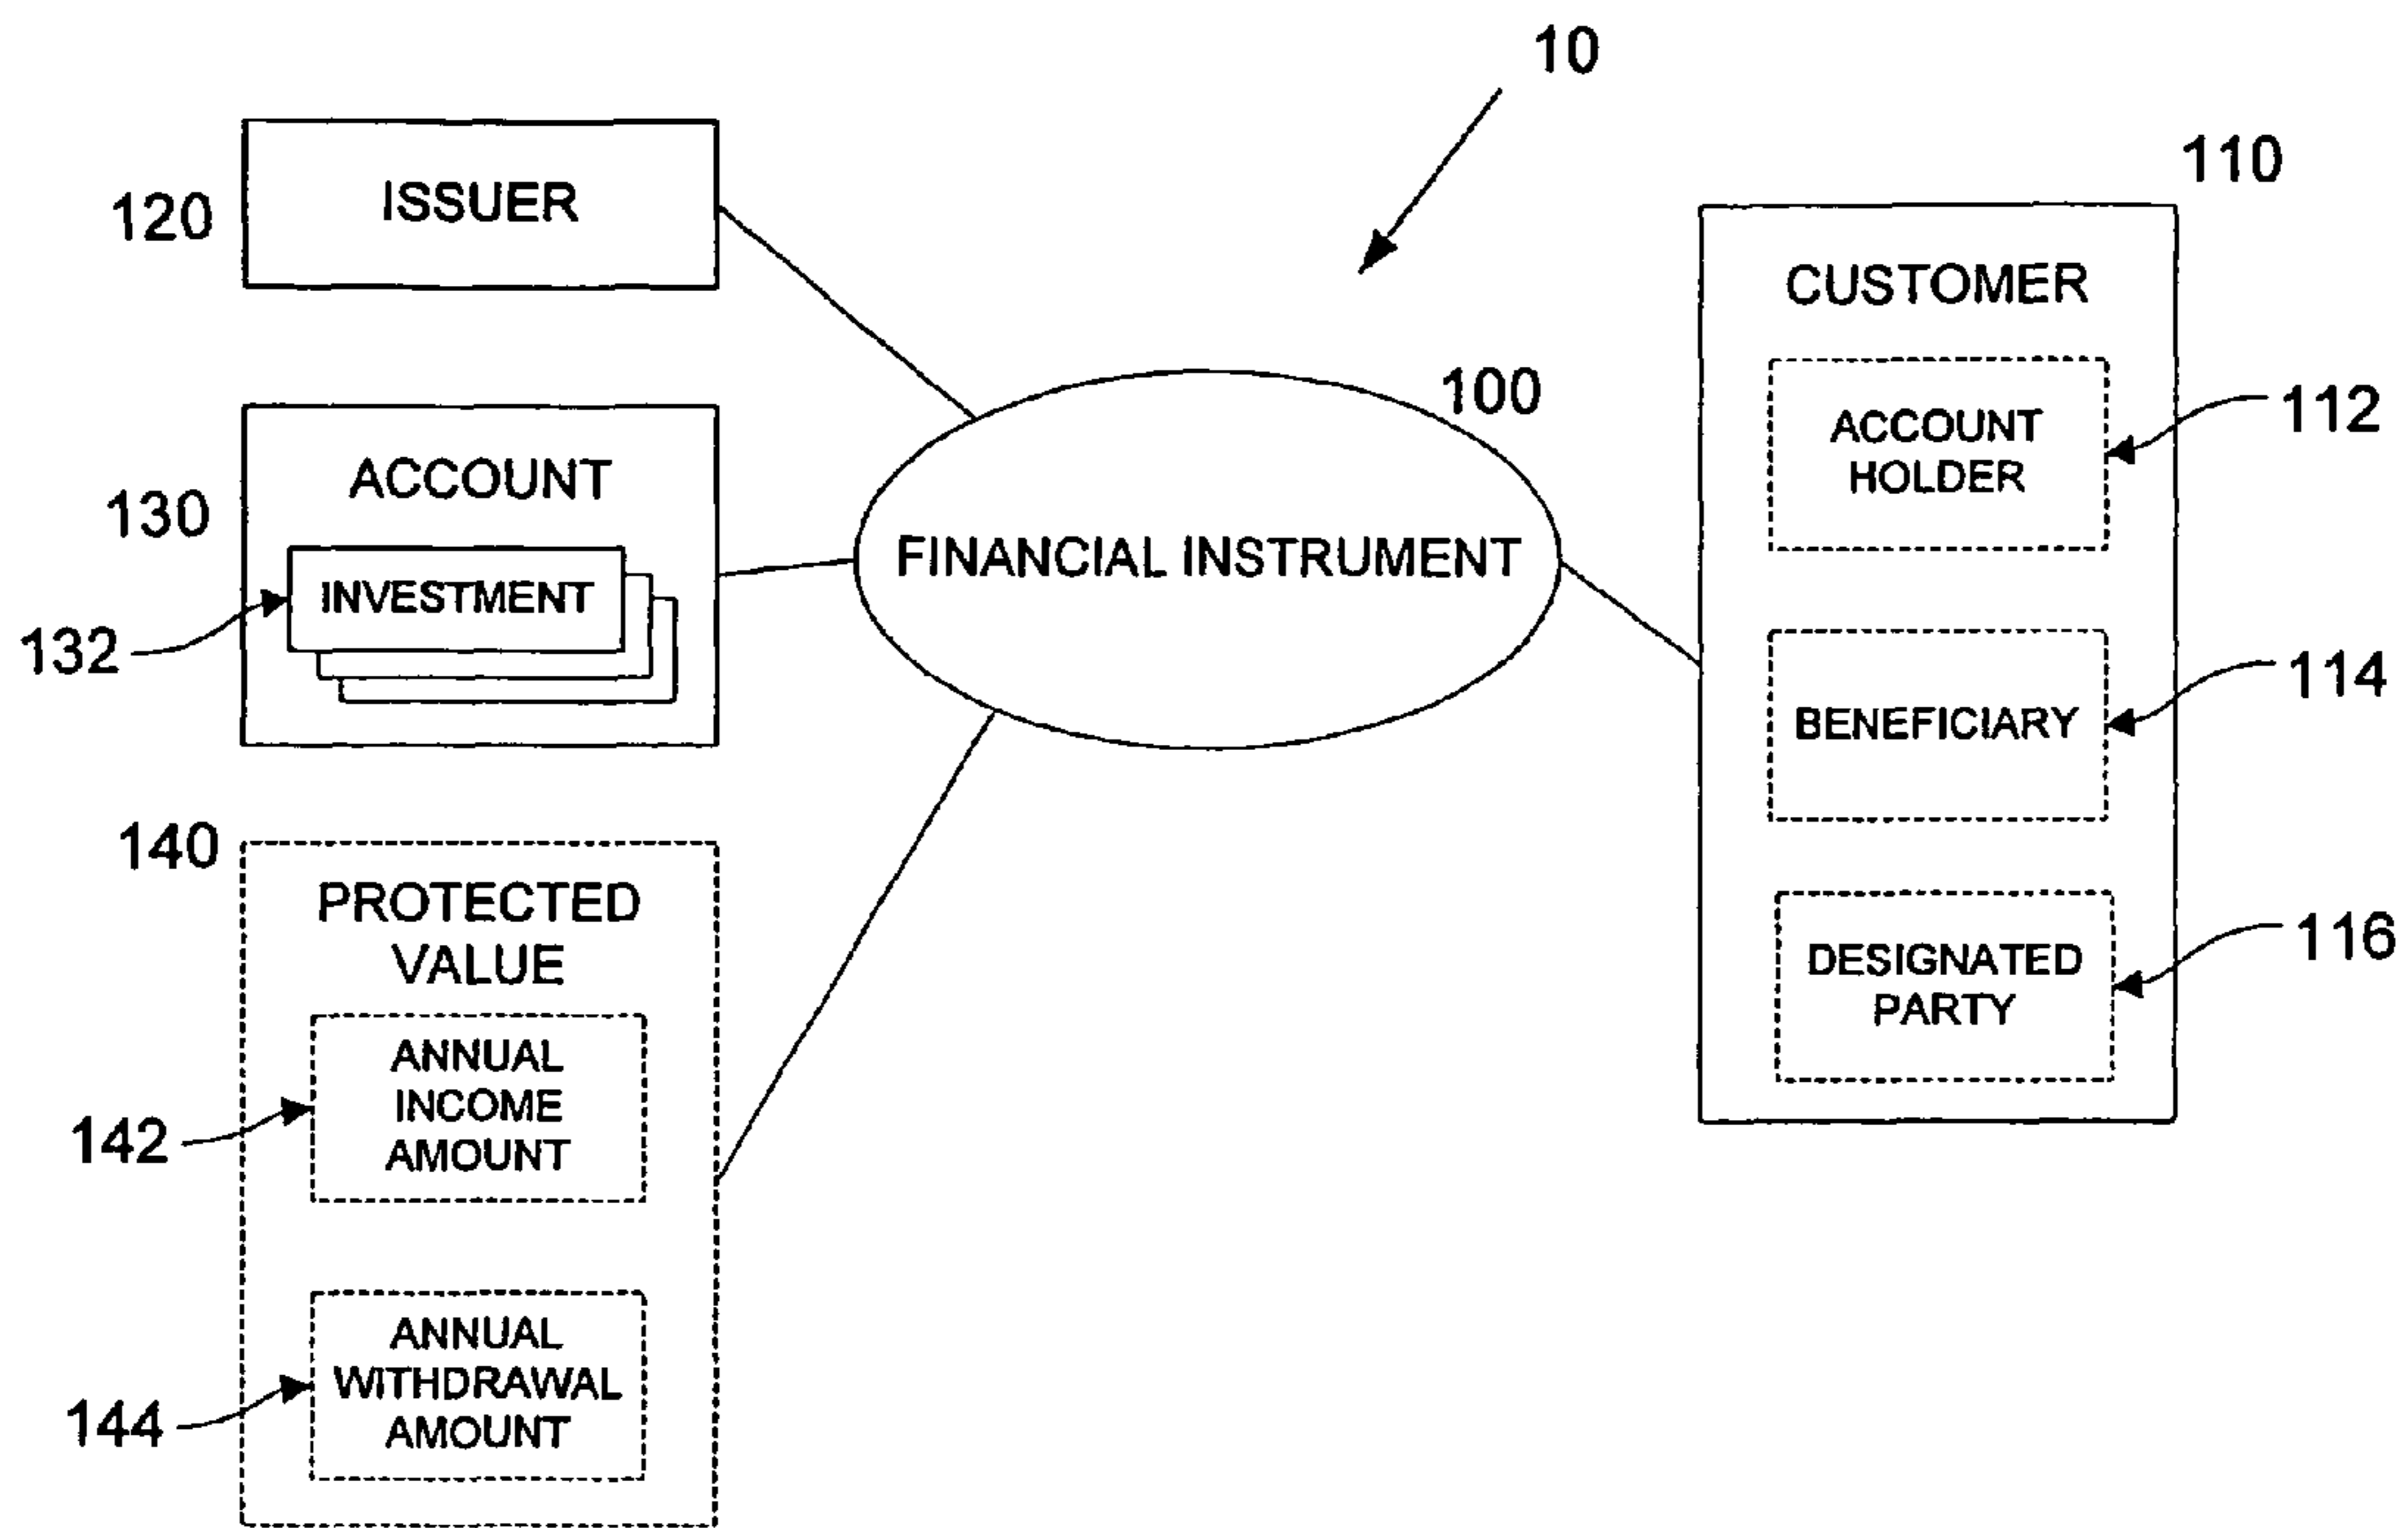 10
110
120
ISSUER
CUSTOMER
100
ACCOUNT
HOLDER
112
130
ACCOUNT
INVESTMENT
132
FINANCIAL INSTRUMENT
BENEFICIARY
114
140
PROTECTED
VALUE
DESIGNATED
PARTY
116
ANNUAL
INCOME
AMOUNT
142
ANNUAL
WITHDRAWAL
AMOUNT
144